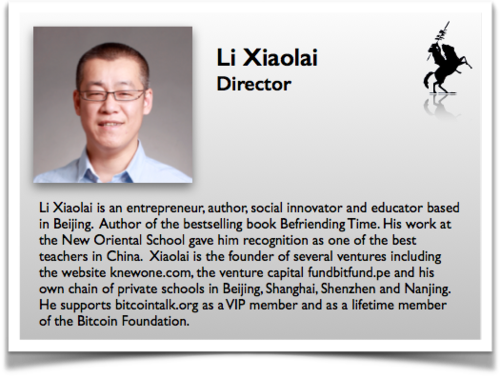 Li Xiaolai
Director
Li Xiaolai is an entrepreneur, author, social innovator and educator based
in Beijing. Author of the bestselling book Befriending Time. His work at
the New Oriental School gave him recognition as one of the best
teachers in China. Xiaolai is the founder of several ventures including
the website knewone.com, the venture capital fundbitfund.pe and his
own chain of private schools in Beijing, Shanghai, Shenzhen and Nanjing.
He supports bitcointalk.org as a VIP member and as a lifetime member
of the Bitcoin Foundation.